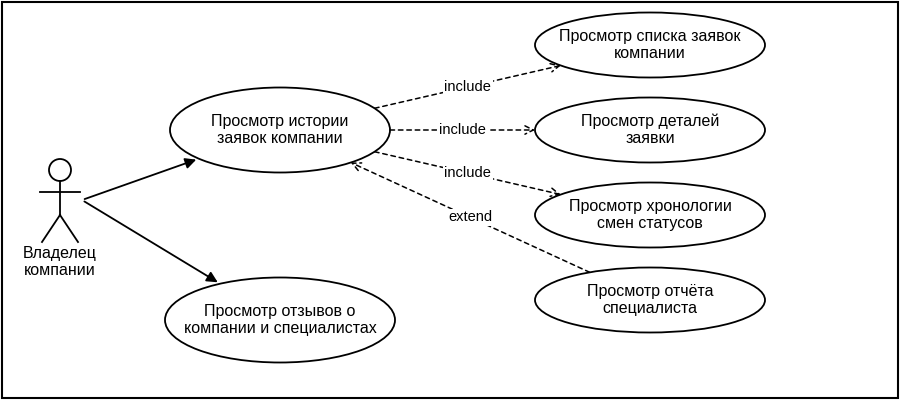 Просмотр списка заявок
компании
Просмотр истории
заявок компании
include
include
include
extend
Просмотр деталей
заявки
Просмотр хронологии
смен статусов
Просмотр отчёта
специалиста
Владелец
компании
Просмотр отзывов о
компании и специалистах